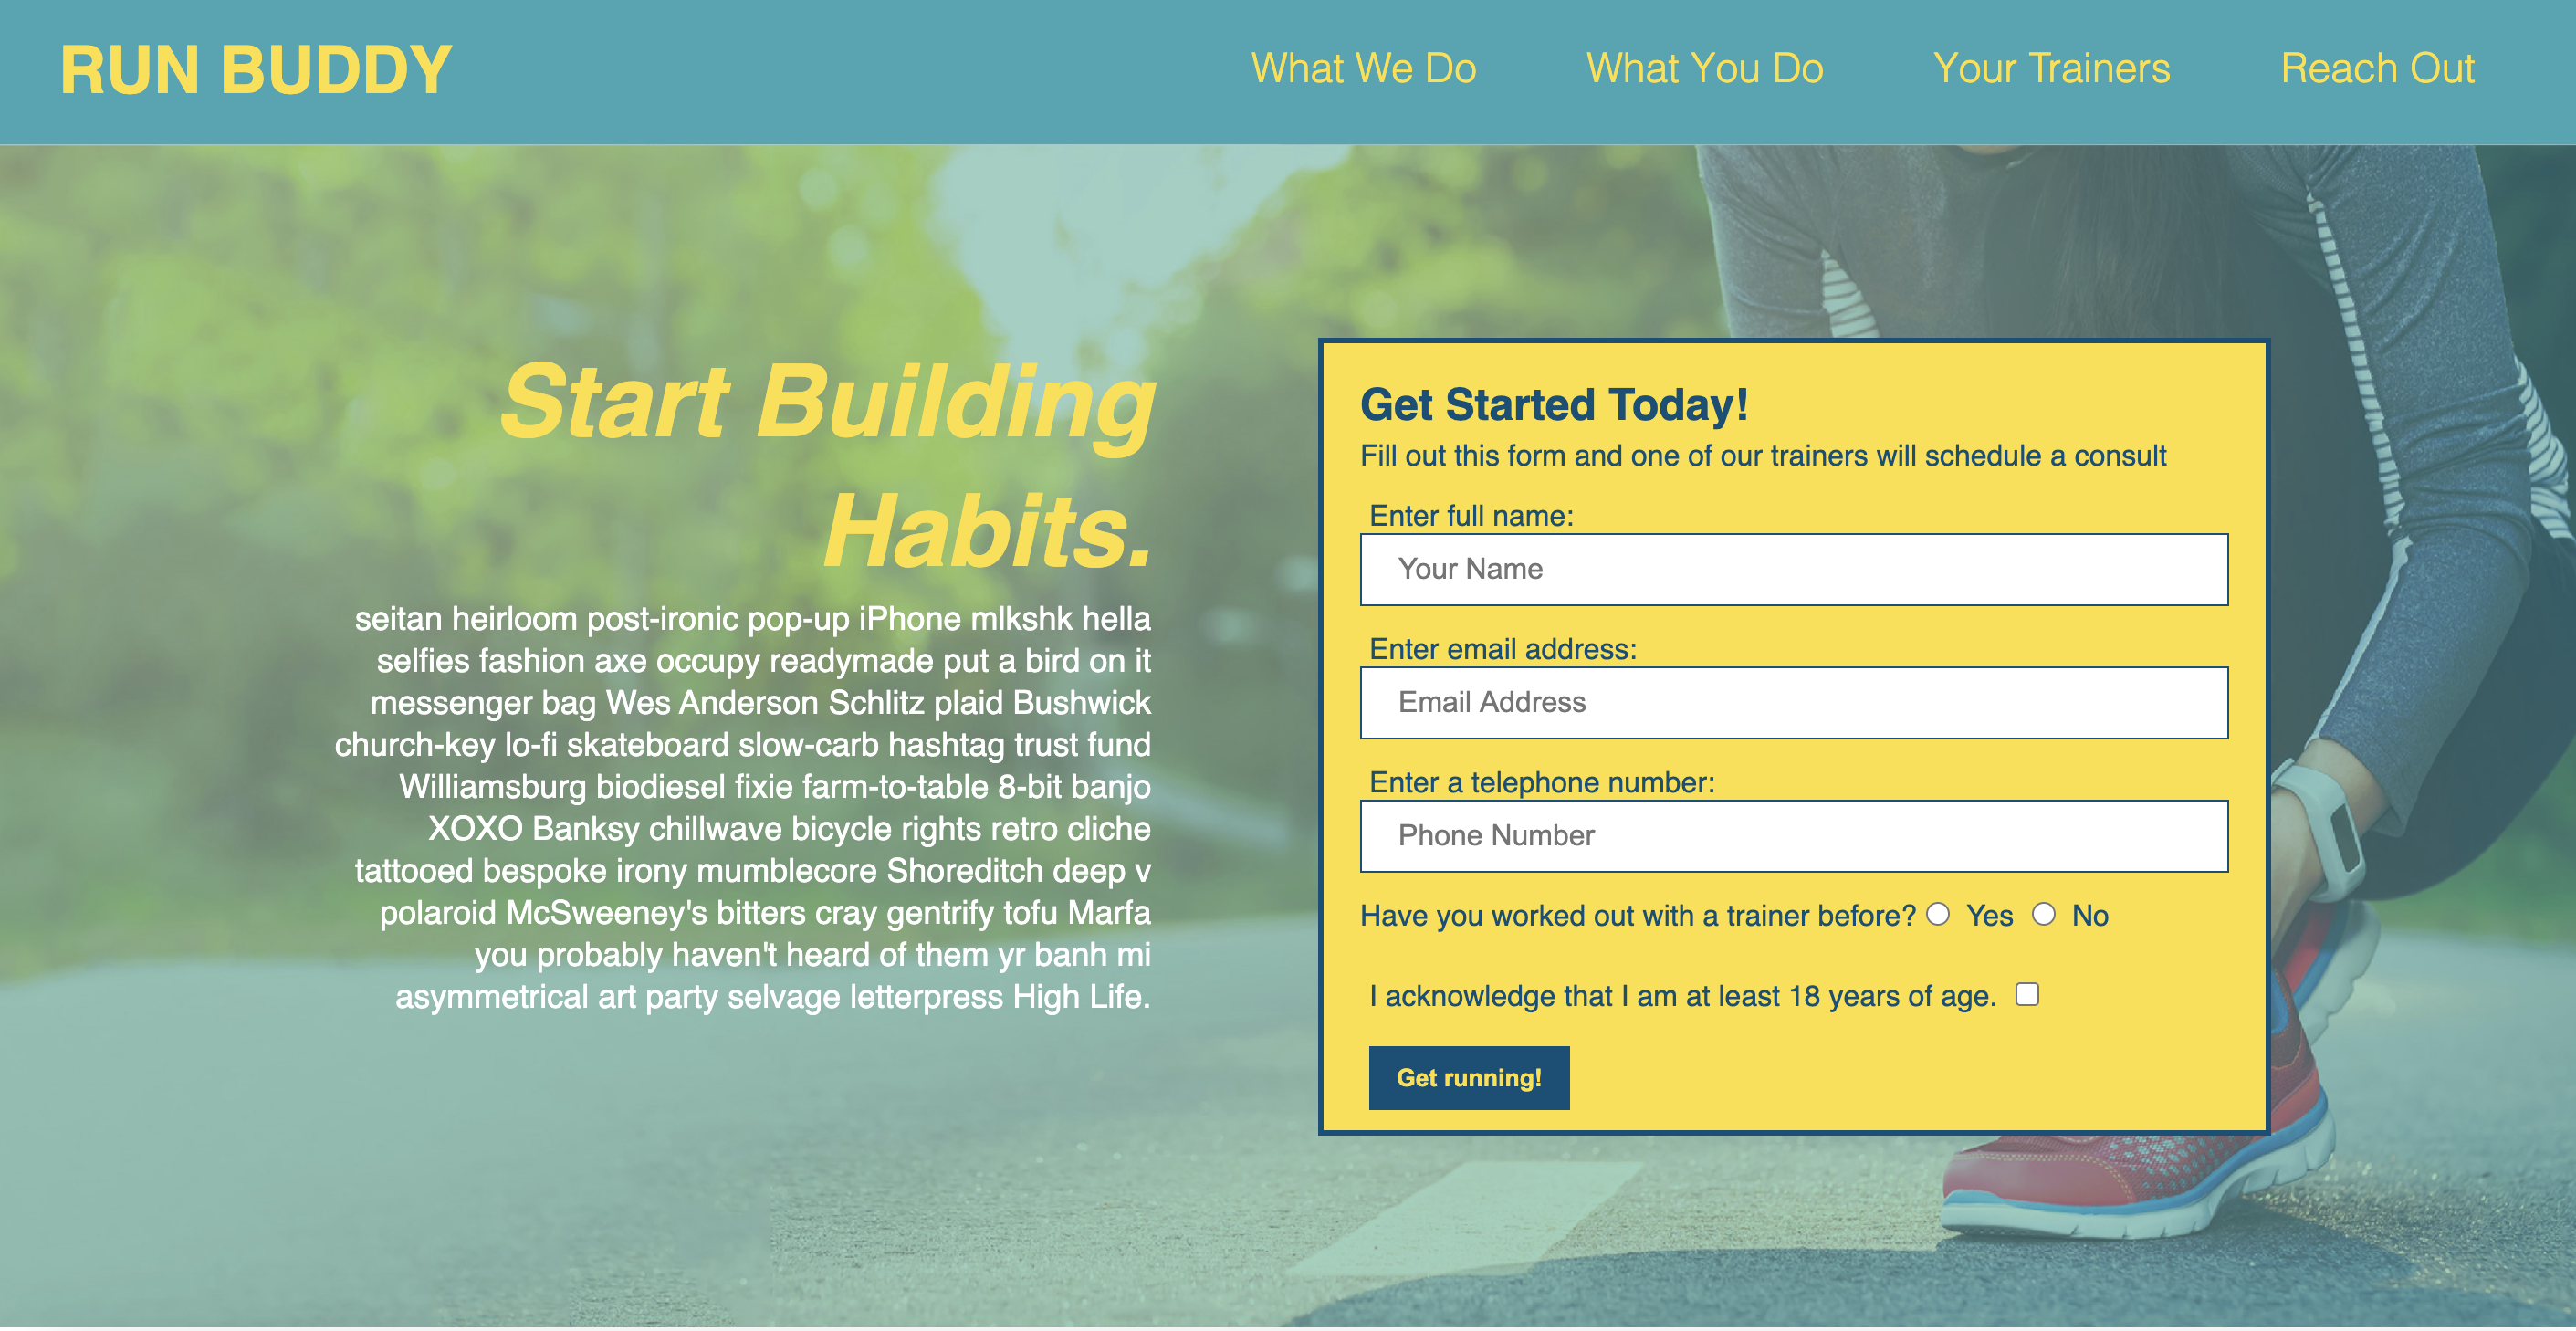 RUN BUDDY
What We Do
What You Do
Your Trainers
Reach Out
Start Building
Habits.
seitan heirloom post-ironic pop-up iPhone mlkshk hella
selfies fashion axe occupy readymade put a bird on it
messenger bag Wes Anderson Schlitz plaid Bushwick
church-key lo-fi skateboard slow-carb hashtag trust fund
Williamsburg biodiesel fixie farm-to-table 8-bit banjo
XOXO Banksy chillwave bicycle rights retro cliche
tattooed bespoke irony mumblecore Shoreditch deep v
polaroid McSweeney's bitters cray gentrify tofu Marfa
you probably haven't heard of them yr banh mi
asymmetrical art party selvage letterpress High Life.
Get Started Today!
Fill out this form and one of our trainers will schedule a consult
Enter full name:
Your Name
Enter email address:
Email Address
Enter a telephone number:
Phone Number
Have you worked out with a trainer before? Yes No
I acknowledge that I am at least 18 years of age.
Get running!